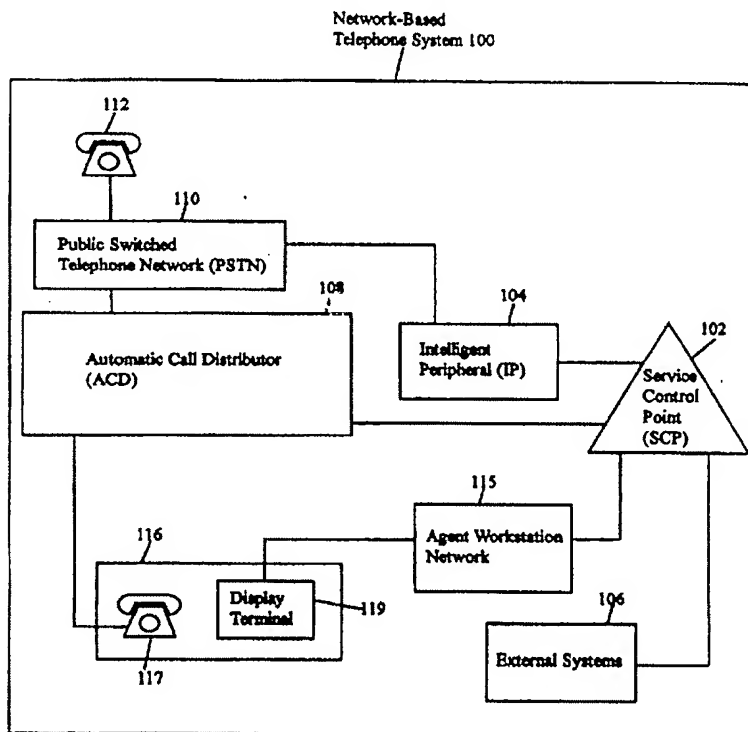 Network-Based
Telephone System 100
112
110
Public Switched
Telephone Network (PSTN)
108
Automatic Call Distributor
(ACD)
104
Intelligent
Peripheral (IP)
102
Service
Control
Point
(SCP)
115
Agent Workstation
Network
116
Display
Terminal
119
117
106
External Systems